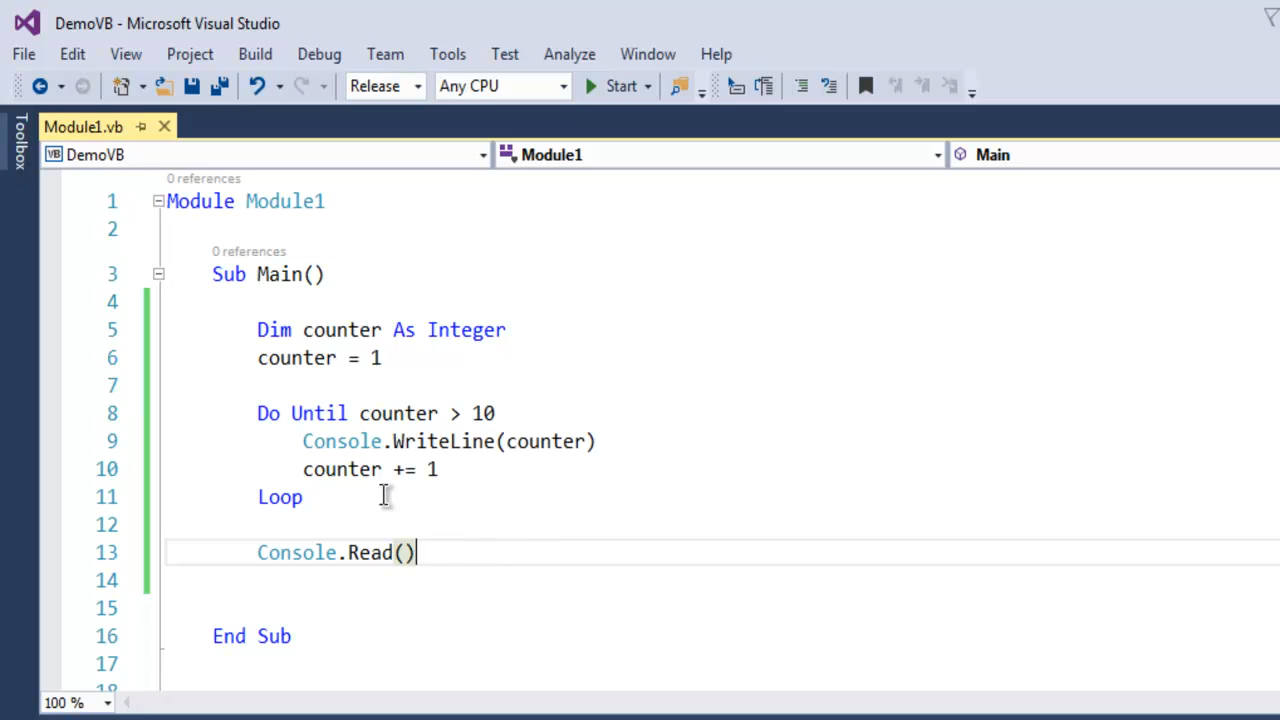 DemoVB - Microsoft Visual Studio
File Edit View Project Build Debug Team Tools Test Analyze Window Help
Release Any CPU Start
Toolbox
Module1.vb
VB DemoVB Module1 Main
0 references
1 Module Module1
2
0 references
3 Sub Main()
4
5 Dim counter As Integer
6 counter = 1
7
8 Do Until counter > 10
9 Console.WriteLine(counter)
10 counter += 1
11 Loop
12
13 Console.Read()
14
15
16 End Sub
17
18
100 %